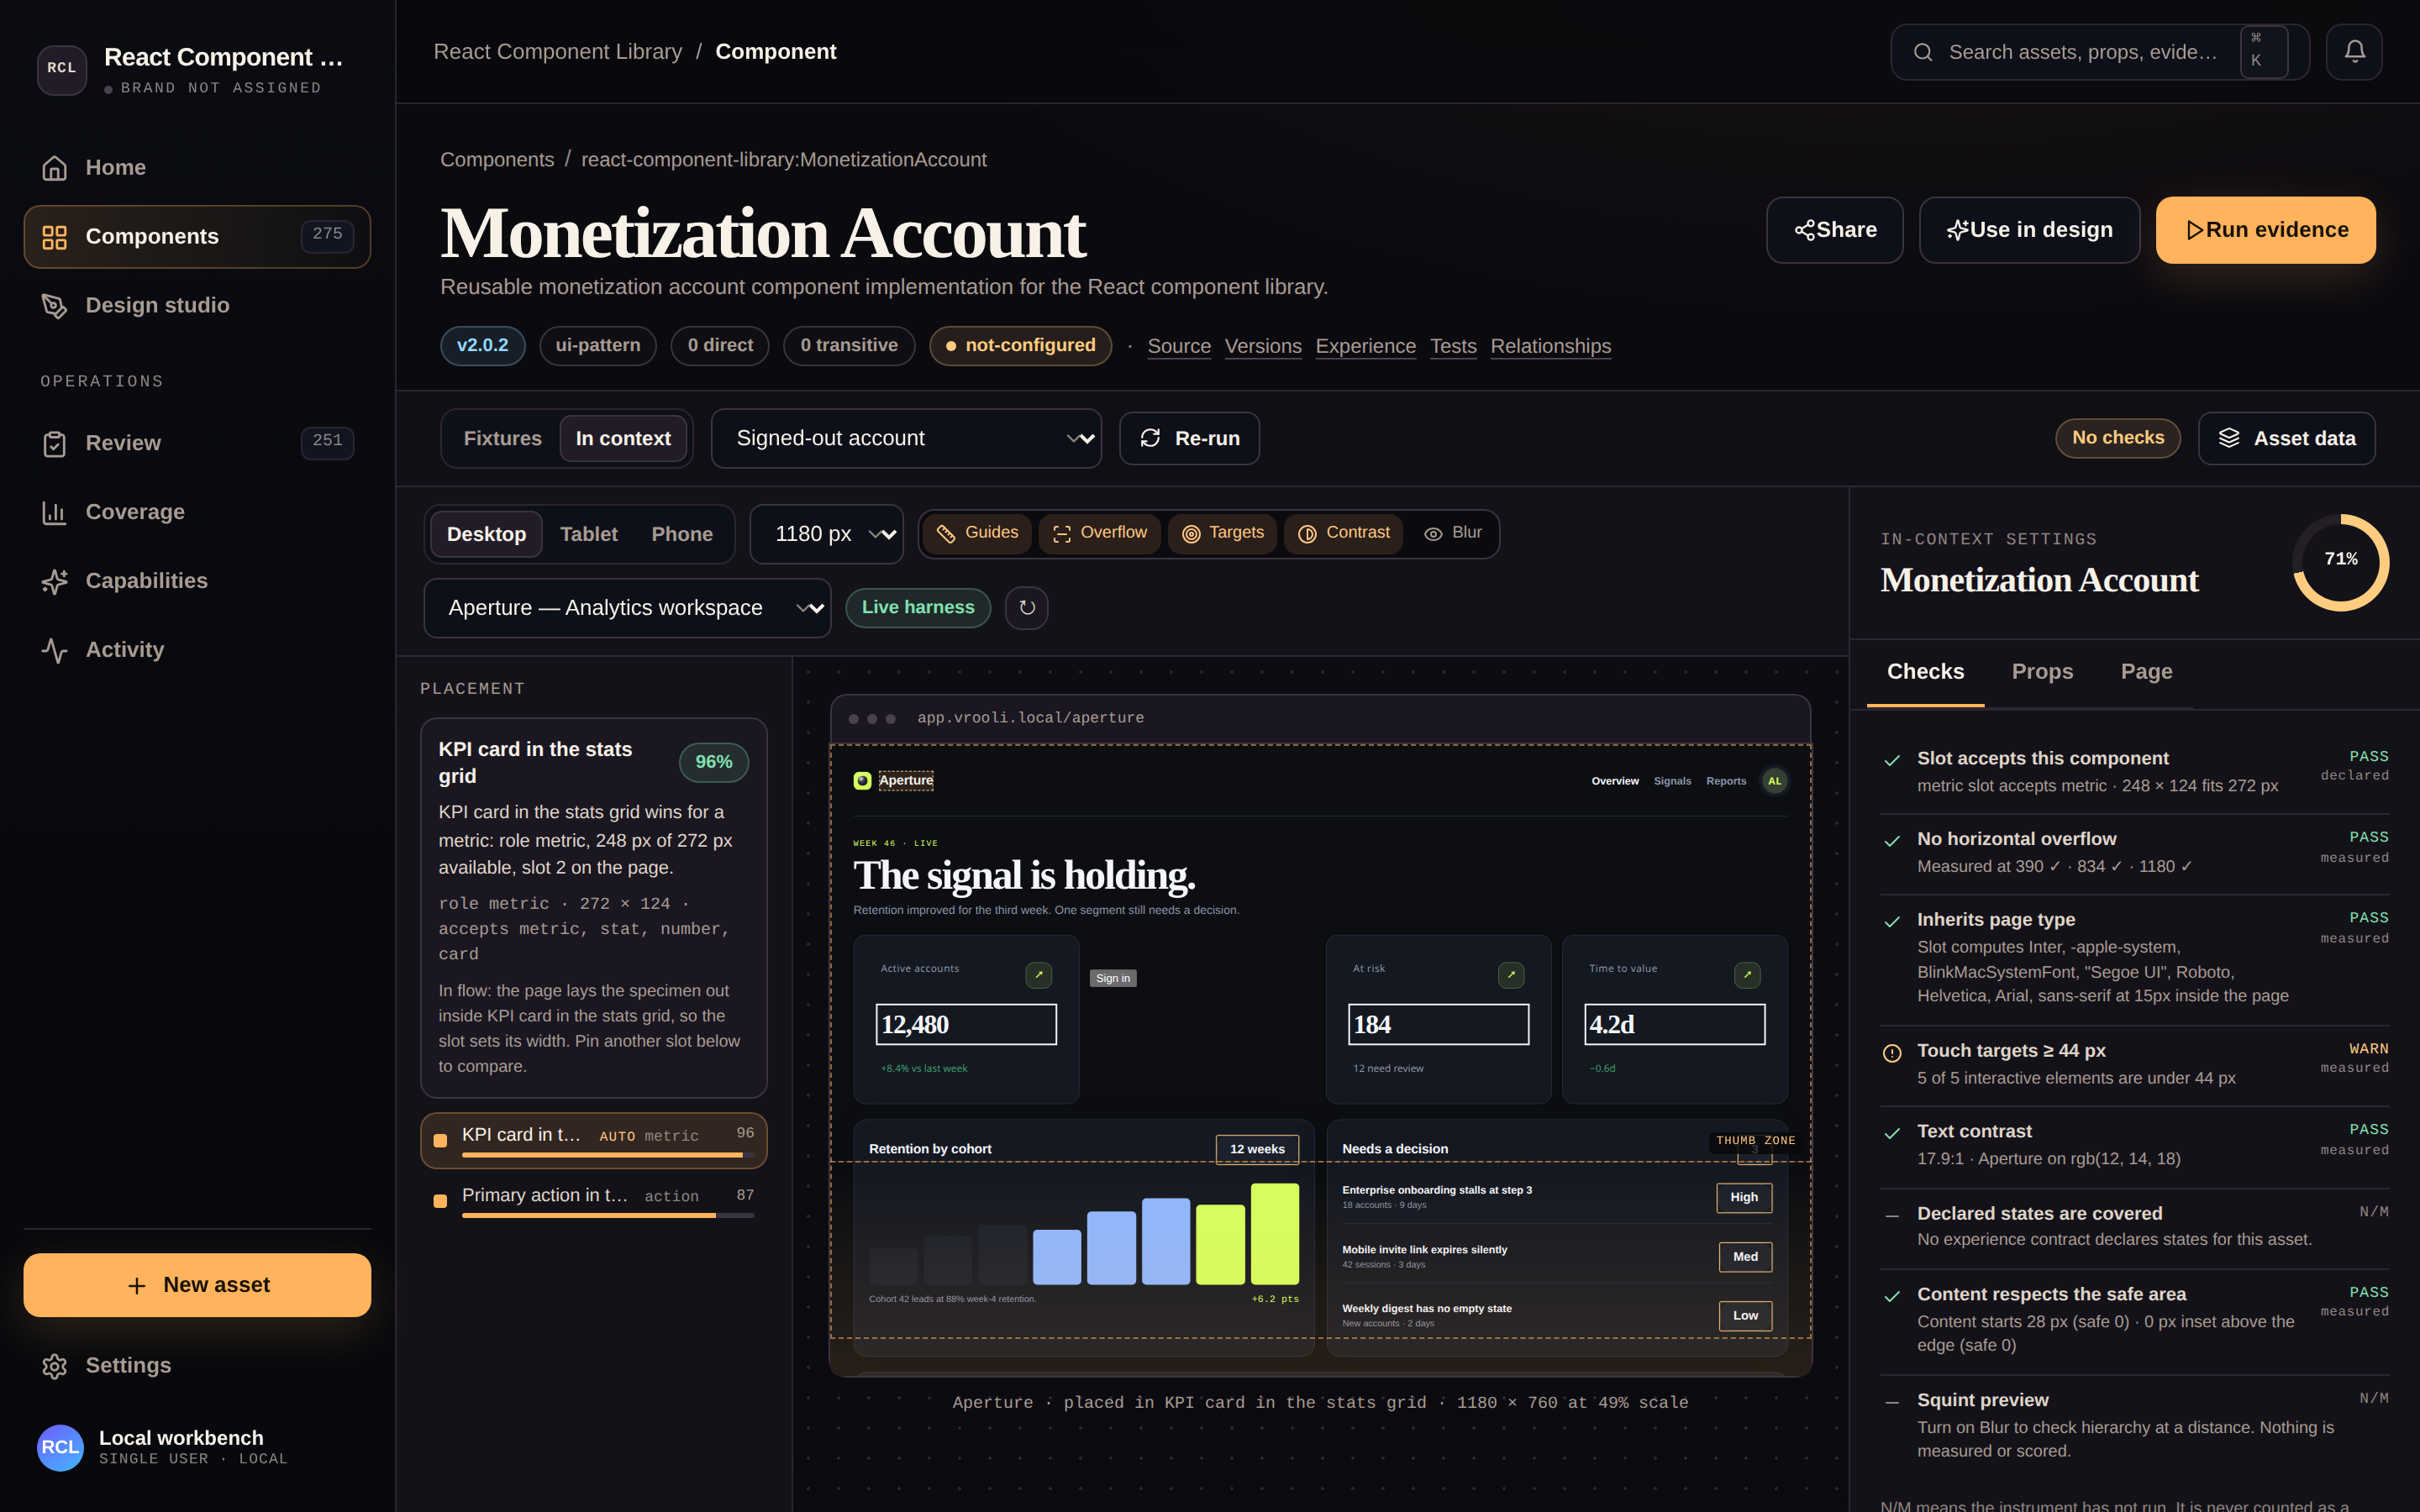 RCL
React Component …
BRAND NOT ASSIGNED
Home
Components 275
Design studio
OPERATIONS
Review 251
Coverage
Capabilities
Activity
New asset
Settings
RCL
Local workbench
SINGLE USER · LOCAL
React Component Library / Component
Search assets, props, evide… ⌘ K
Components / react-component-library:MonetizationAccount
Monetization Account
Reusable monetization account component implementation for the React component library.
Share
Use in design
Run evidence
v2.0.2 ui-pattern 0 direct 0 transitive not-configured · Source Versions Experience Tests Relationships
Fixtures In context Signed-out account Re-run
No checks Asset data
Desktop Tablet Phone 1180 px Guides Overflow Targets Contrast Blur
Aperture — Analytics workspace Live harness
PLACEMENT
KPI card in the stats
grid
96%
KPI card in the stats grid wins for a
metric: role metric, 248 px of 272 px
available, slot 2 on the page.
role metric · 272 × 124 ·
accepts metric, stat, number,
card
In flow: the page lays the specimen out
inside KPI card in the stats grid, so the
slot sets its width. Pin another slot below
to compare.
KPI card in t… AUTO metric 96
Primary action in t… action 87
app.vrooli.local/aperture
Aperture
Overview Signals Reports AL
WEEK 46 · LIVE
The signal is holding.
Retention improved for the third week. One segment still needs a decision.
Active accounts ↗
12,480
+8.4% vs last week
Sign in
At risk ↗
184
12 need review
Time to value ↗
4.2d
−0.6d
Retention by cohort 12 weeks
Cohort 42 leads at 88% week-4 retention. +6.2 pts
Needs a decision 3
THUMB ZONE
Enterprise onboarding stalls at step 3
18 accounts · 9 days
High
Mobile invite link expires silently
42 sessions · 3 days
Med
Weekly digest has no empty state
New accounts · 2 days
Low
Aperture · placed in KPI card in the stats grid · 1180 × 760 at 49% scale
IN-CONTEXT SETTINGS
Monetization Account
71%
Checks Props Page
Slot accepts this component PASS
metric slot accepts metric · 248 × 124 fits 272 px declared
No horizontal overflow PASS
Measured at 390 ✓ · 834 ✓ · 1180 ✓ measured
Inherits page type PASS
Slot computes Inter, -apple-system, measured
BlinkMacSystemFont, "Segoe UI", Roboto,
Helvetica, Arial, sans-serif at 15px inside the page
Touch targets ≥ 44 px WARN
5 of 5 interactive elements are under 44 px measured
Text contrast PASS
17.9:1 · Aperture on rgb(12, 14, 18) measured
Declared states are covered N/M
No experience contract declares states for this asset.
Content respects the safe area PASS
Content starts 28 px (safe 0) · 0 px inset above the measured
edge (safe 0)
Squint preview N/M
Turn on Blur to check hierarchy at a distance. Nothing is
measured or scored.
N/M means the instrument has not run. It is never counted as a